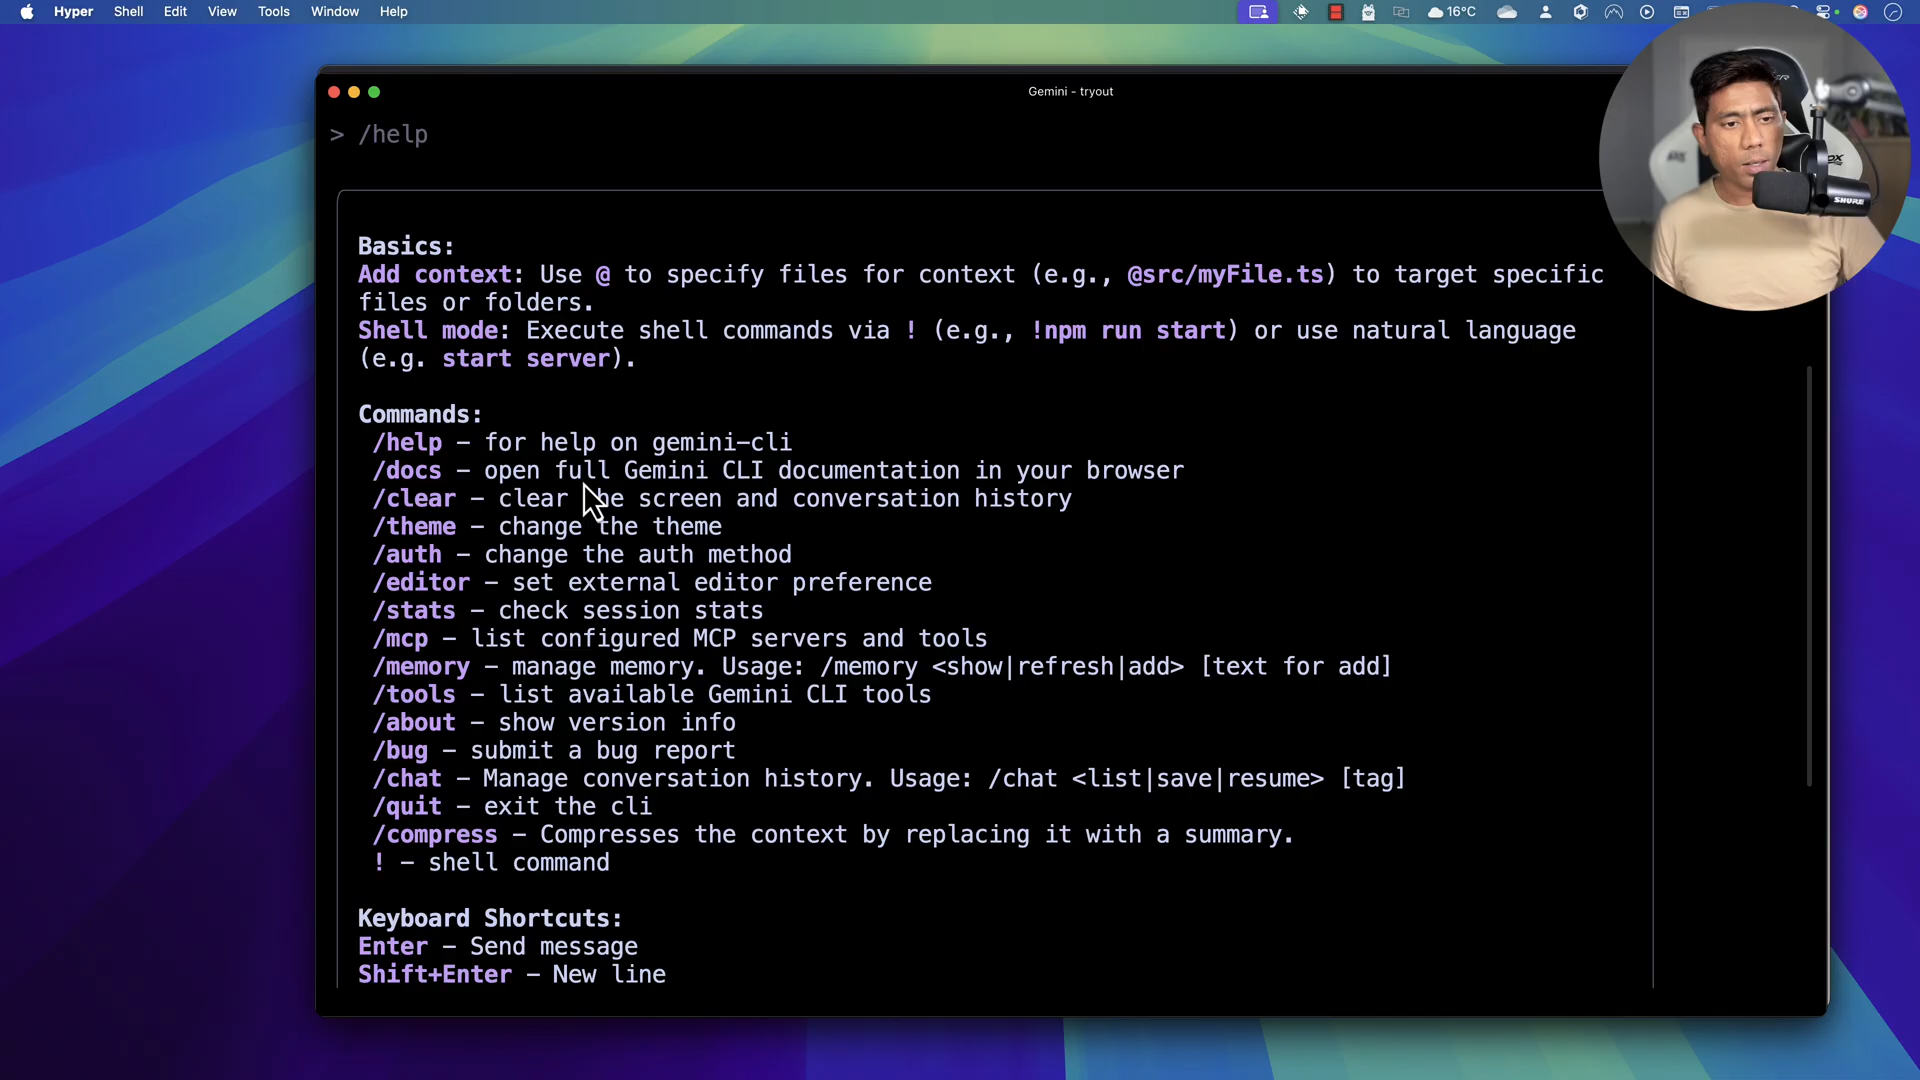 Hyper Shell Edit View Tools Window Help 16°C
Gemini - tryout
> /help
Basics:
Add context: Use @ to specify files for context (e.g., @src/myFile.ts) to target specific
files or folders.
Shell mode: Execute shell commands via ! (e.g., !npm run start) or use natural language
(e.g. start server).
Commands:
/help - for help on gemini-cli
/docs - open full Gemini CLI documentation in your browser
/clear - clear the screen and conversation history
/theme - change the theme
/auth - change the auth method
/editor - set external editor preference
/stats - check session stats
/mcp - list configured MCP servers and tools
/memory - manage memory. Usage: /memory <show|refresh|add> [text for add]
/tools - list available Gemini CLI tools
/about - show version info
/bug - submit a bug report
/chat - Manage conversation history. Usage: /chat <list|save|resume> [tag]
/quit - exit the cli
/compress - Compresses the context by replacing it with a summary.
! - shell command
Keyboard Shortcuts:
Enter - Send message
Shift+Enter - New line
SHURE